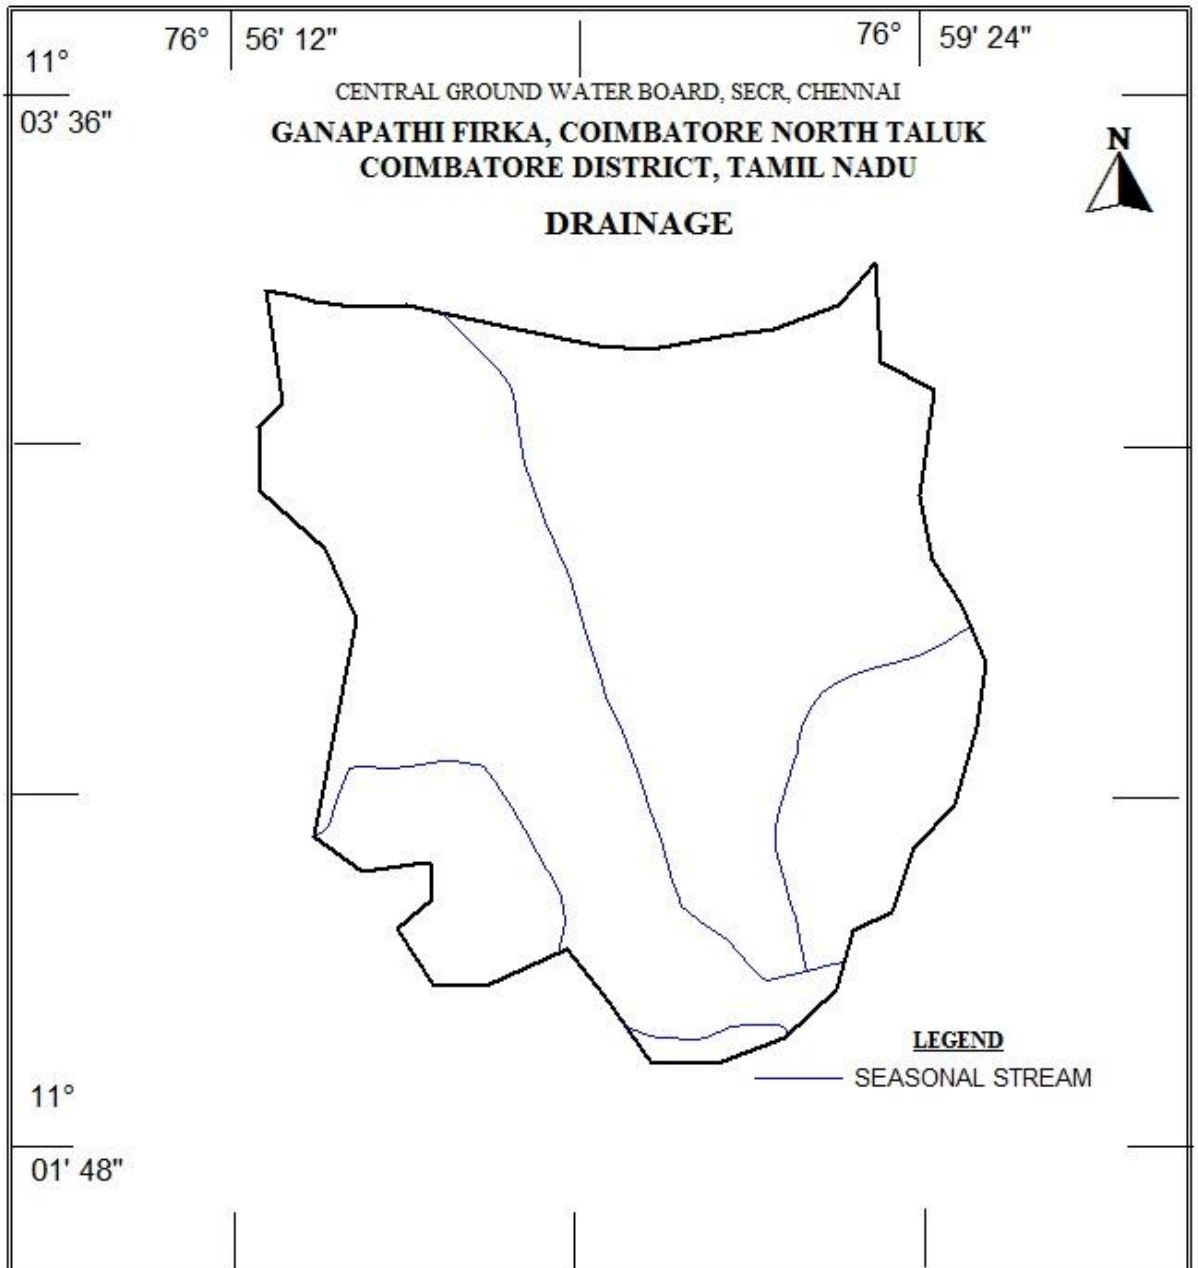 76° 56' 12" 76° 59' 24"
11°
03' 36"
CENTRAL GROUND WATER BOARD, SECR, CHENNAI
GANAPATHI FIRKA, COIMBATORE NORTH TALUK
COIMBATORE DISTRICT, TAMIL NADU
N
DRAINAGE
LEGEND
SEASONAL STREAM
11°
01' 48"